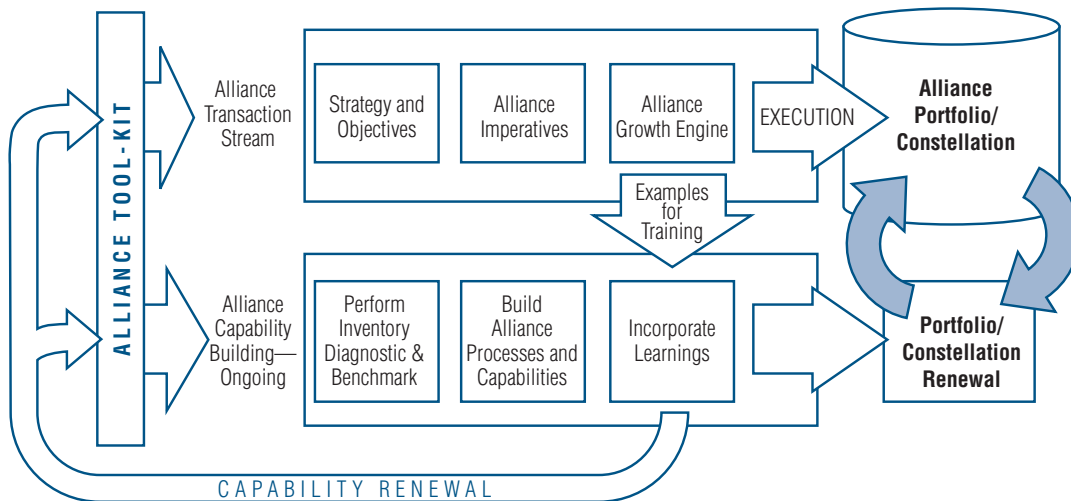 ALLIANCE TOOL-KIT
Alliance
Transaction
Stream
Strategy and
Objectives
Alliance
Imperatives
Alliance
Growth Engine
EXECUTION
Alliance
Portfolio/
Constellation
Examples
for
Training
Alliance
Capability
Building—
Ongoing
Perform
Inventory
Diagnostic &
Benchmark
Build
Alliance
Processes and
Capabilities
Incorporate
Learnings
Portfolio/
Constellation
Renewal
CAPABILITY RENEWAL